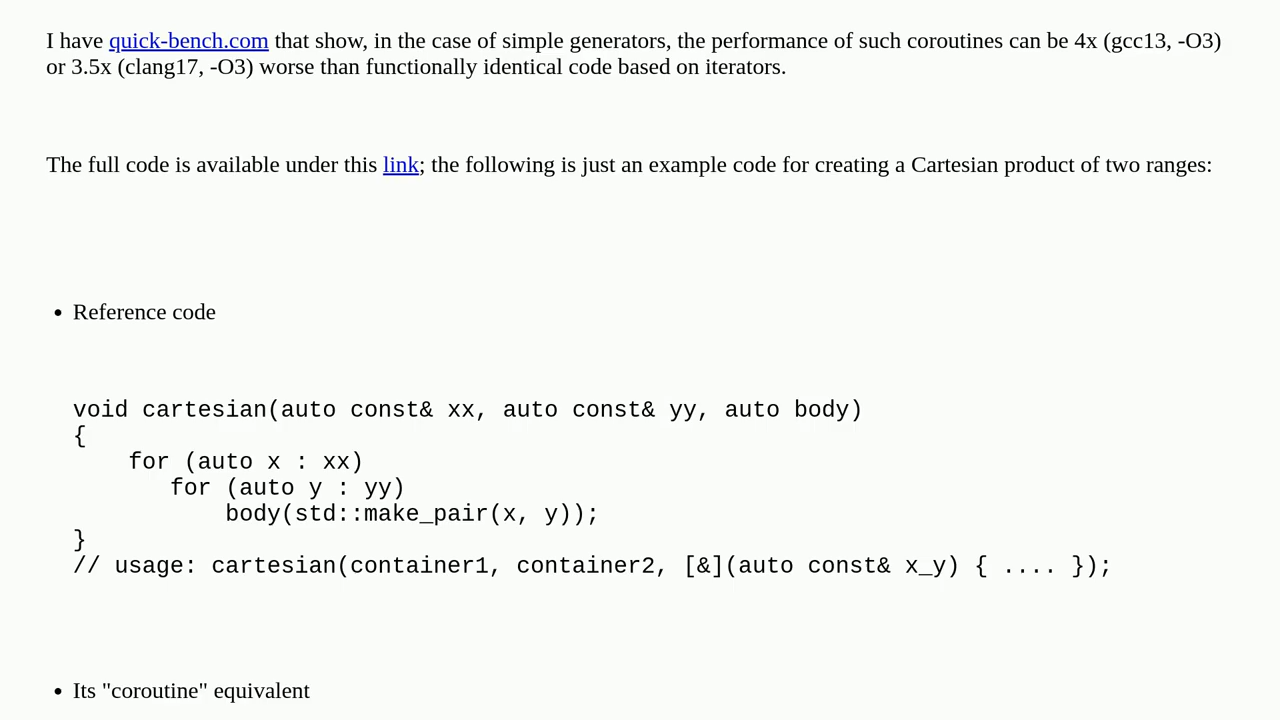 I have quick-bench.com that show, in the case of simple generators, the performance of such coroutines can be 4x (gcc13, -O3)
or 3.5x (clang17, -O3) worse than functionally identical code based on iterators.
The full code is available under this link; the following is just an example code for creating a Cartesian product of two ranges:
• Reference code
void cartesian(auto const& xx, auto const& yy, auto body)
{
    for (auto x : xx)
       for (auto y : yy)
           body(std::make_pair(x, y));
}
// usage: cartesian(container1, container2, [&](auto const& x_y) { .... });
• Its "coroutine" equivalent